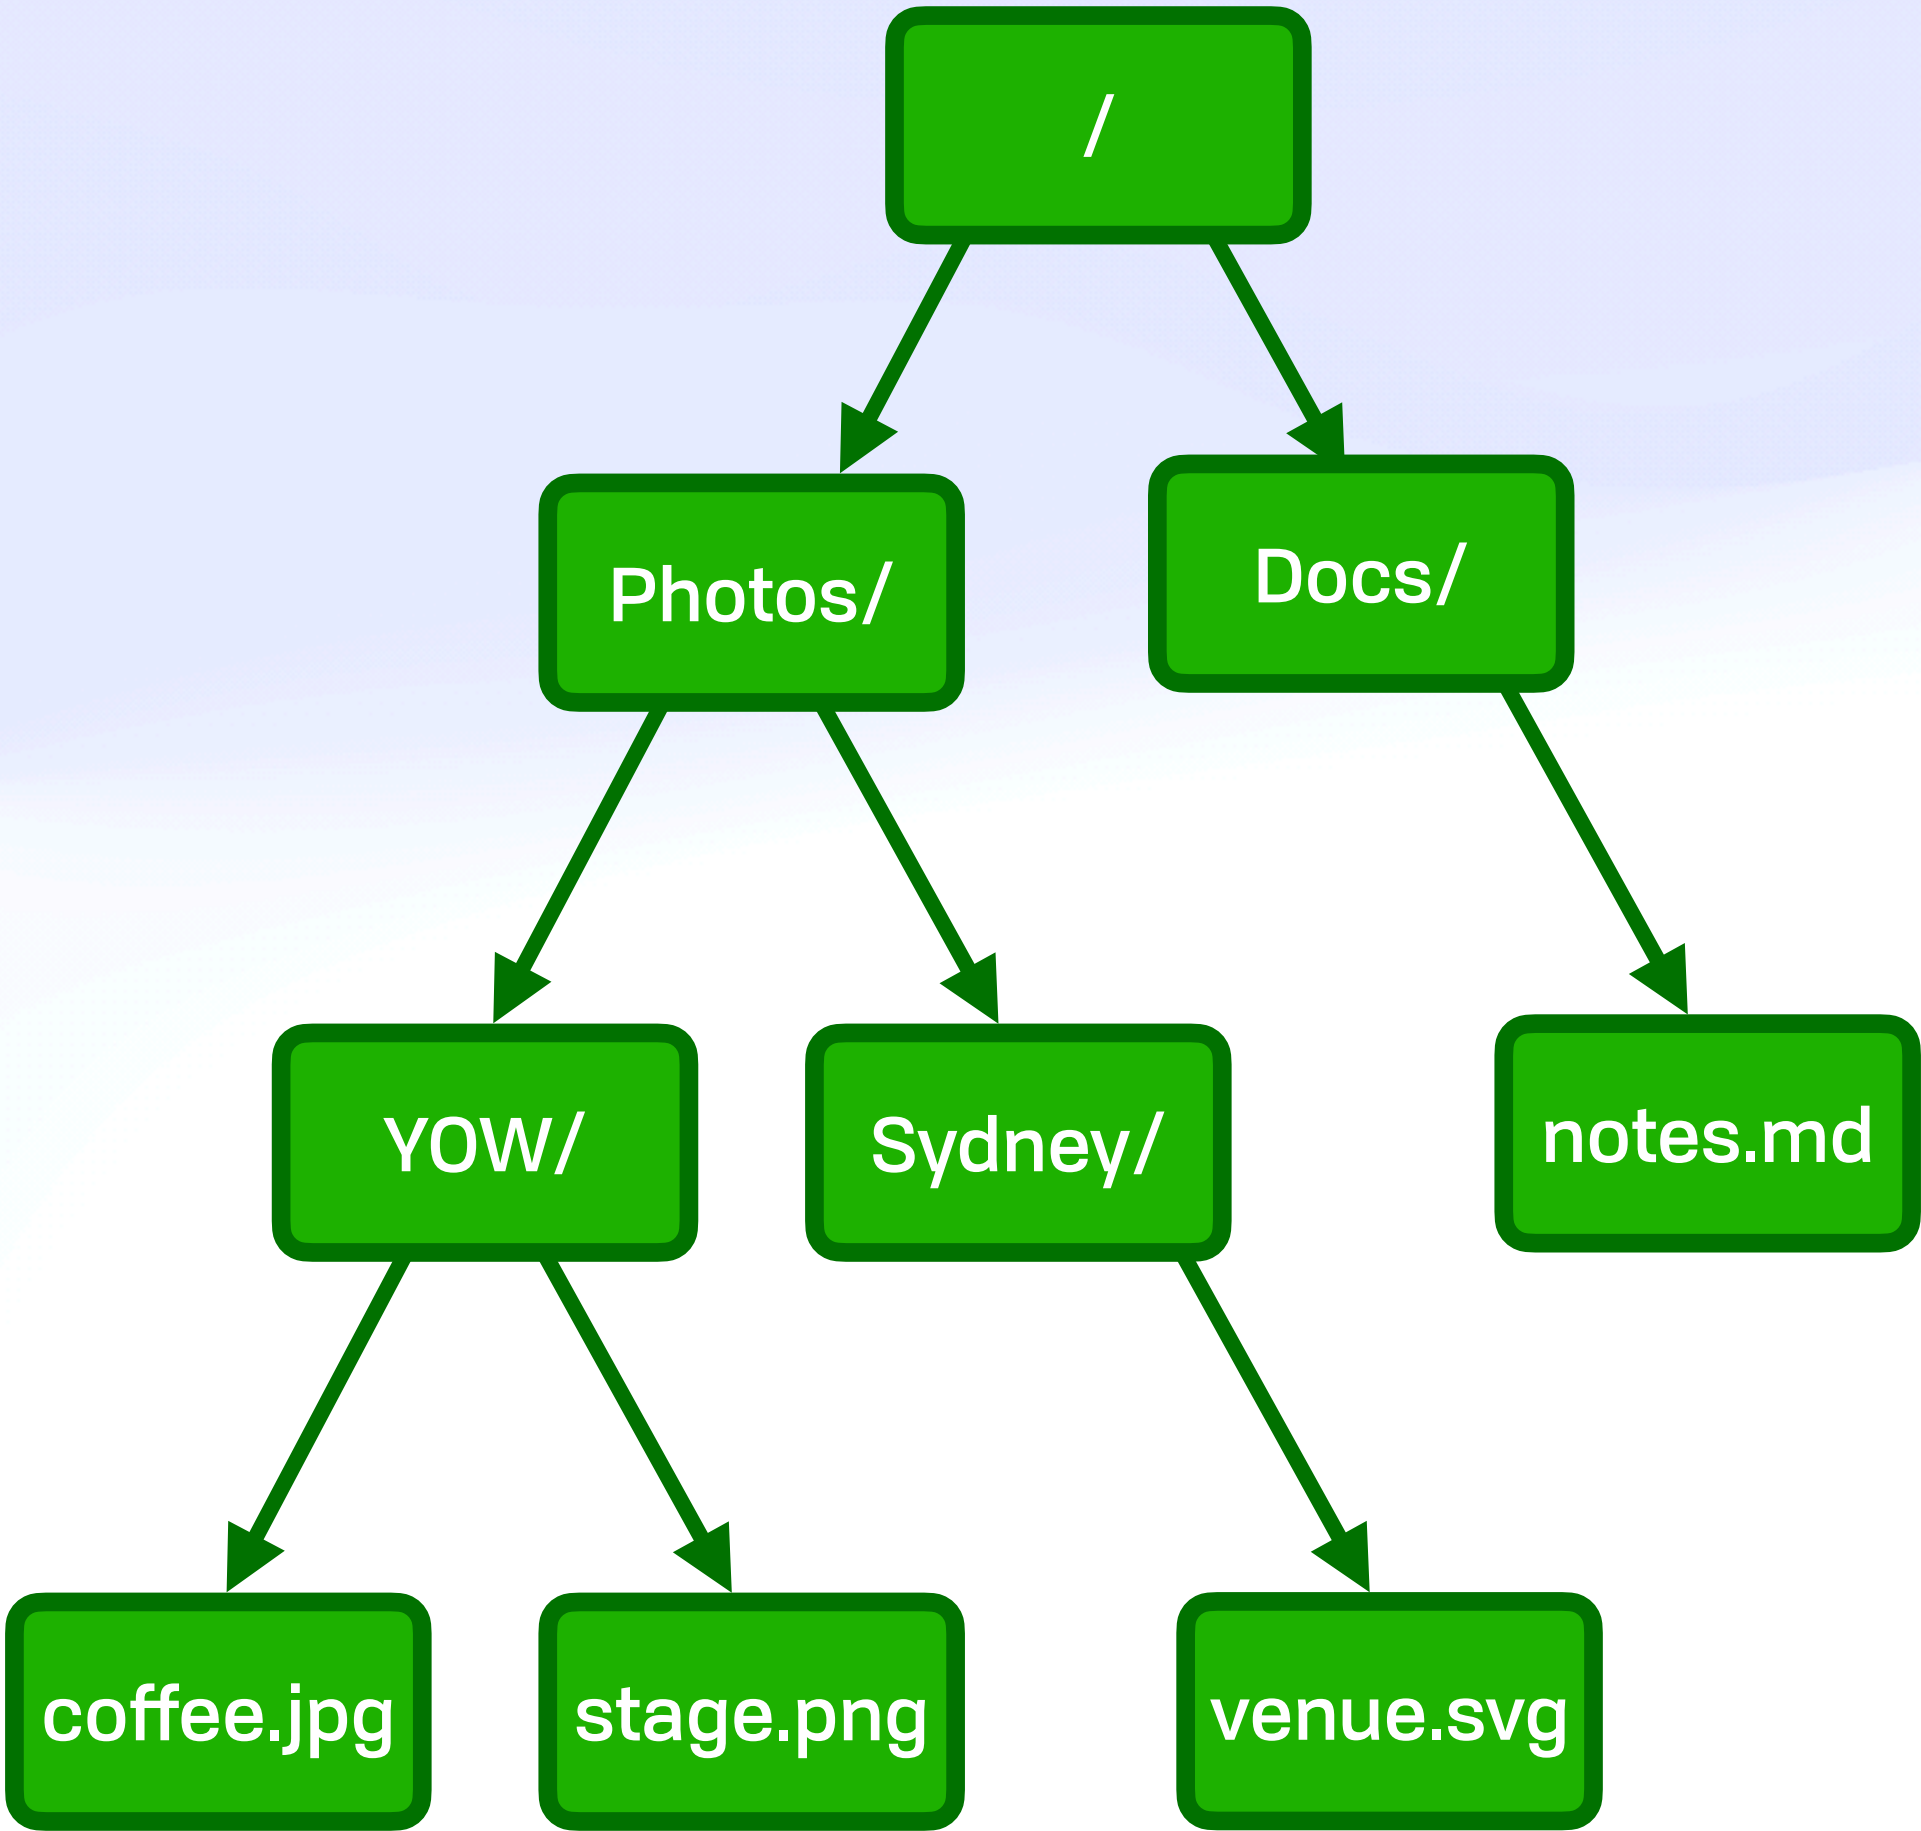 /
Photos/
Docs/
YOW/
Sydney/
notes.md
coffee.jpg
stage.png
venue.svg